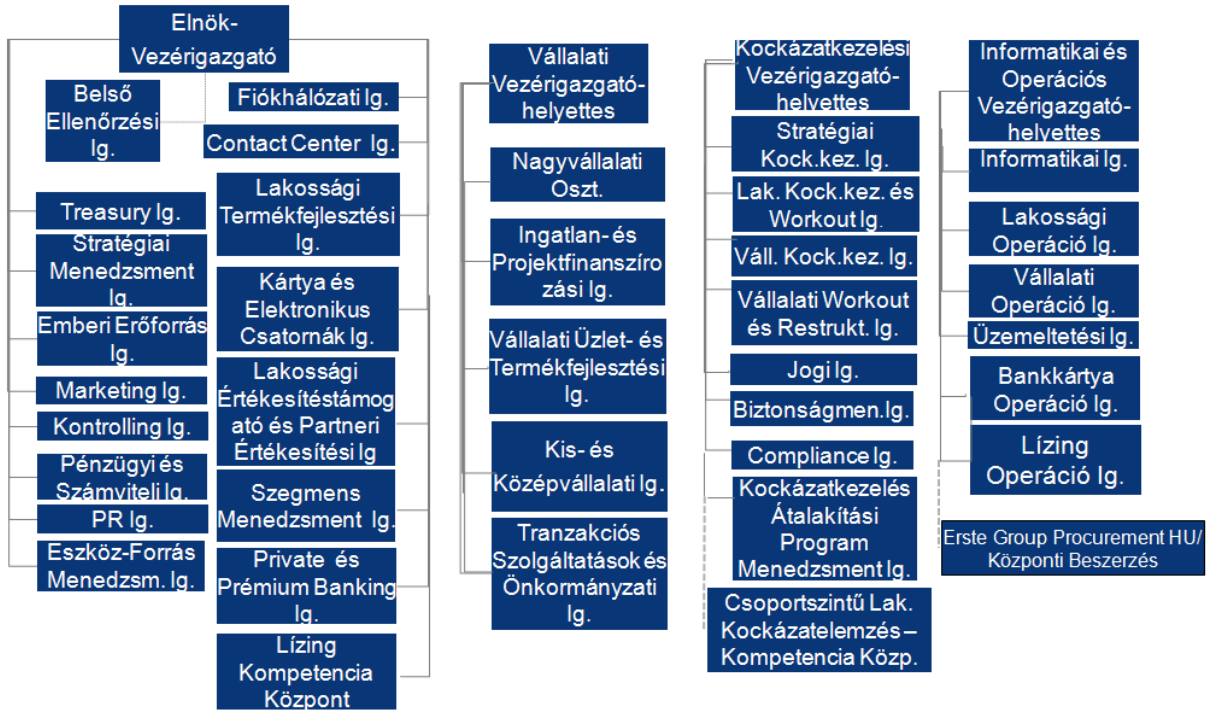 Elnök-
Vezérigazgató
Belső
Ellenőrzési
Ig.
Fiókhálózati Ig.
Contact Center Ig.
Treasury Ig.
Stratégiai
Menedzsment
Ig.
Emberi Erőforrás
Ig.
Marketing Ig.
Kontrolling Ig.
Pénzügyi és
Számviteli Ig.
PR Ig.
Eszköz-Forrás
Menedzsm. Ig.
Lakossági
Termékfejlesztési
Ig.
Kártya és
Elektronikus
Csatornák Ig.
Lakossági
Értékesítéstámog
ató és Partneri
Értékesítési Ig
Szegmens
Menedzsment Ig.
Private és
Prémium Banking
Ig.
Lízing
Kompetencia
Központ
Vállalati
Vezérigazgató-
helyettes
Nagyvállalati
Oszt.
Ingatlan- és
Projektfinanszíro
zási Ig.
Vállalati Üzlet- és
Termékfejlesztési
Ig.
Kis- és
Középvállalati Ig.
Tranzakciós
Szolgáltatások és
Önkormányzati
Ig.
Kockázatkezelési
Vezérigazgató-
helyettes
Stratégiai
Kock.kez. Ig.
Lak. Kock.kez. és
Workout Ig.
Váll. Kock.kez. Ig.
Vállalati Workout
és Restrukt. Ig.
Jogi Ig.
Biztonságmen.Ig.
Compliance Ig.
Kockázatkezelés
Átalakítási
Program
Menedzsment Ig.
Csoportszintű Lak.
Kockázatelemzés –
Kompetencia Közp.
Informatikai és
Operációs
Vezérigazgató-
helyettes
Informatikai Ig.
Lakossági
Operáció Ig.
Vállalati
Operáció Ig.
Üzemeltetési Ig.
Bankkártya
Operáció Ig.
Lízing
Operáció Ig.
Erste Group Procurement HU/
Központi Beszerzés